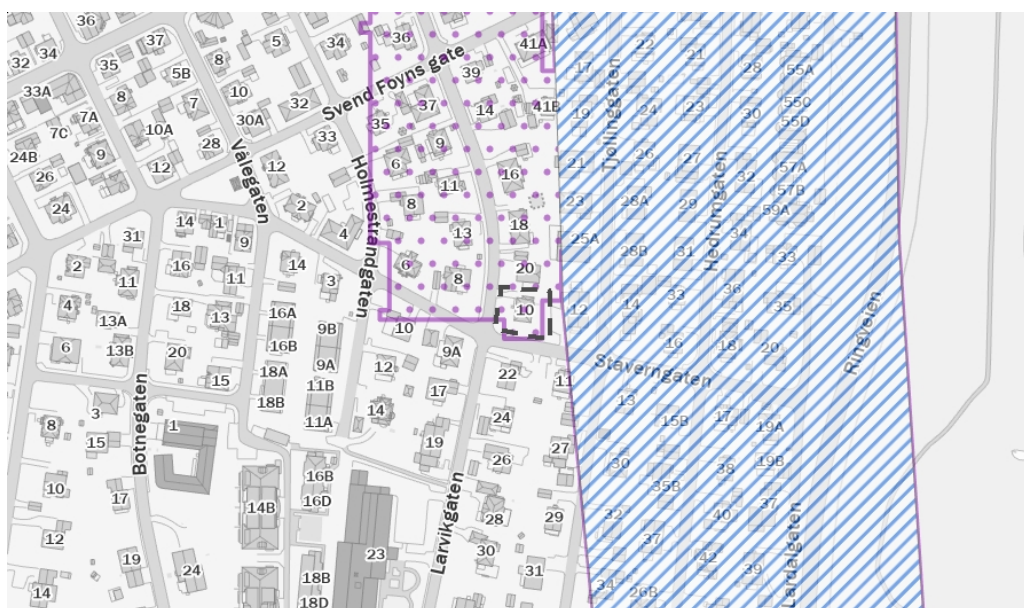 36
37
5
34
36
41A
22
21
34
32
35
5B
8
39
17
28
55A
33A
8
7
10
32
Svend Foyns gate
37
14
41B
19
24
23
30
55C
55D
7A
7C
10A
30A
33
35
Tjøllinggaten
24B
9
28
9
26
12
12
6
11
16
21
26
27
32
57A
57B
24
Vålegaten
2
8
23
28A
29
59A
14
1
4
Holmestrandgaten
13
18
34
31
9
25A
28B
31
33
Hedrumgaten
2
16
11
14
6
20
11
3
8
36
4
18
16A
10
12
14
33
35
13A
13
9B
10
Ringveien
6
13B
20
16B
9A
16
18
20
18A
9A
12
22
Staverngaten
15
11B
17
11
3
18B
14
13
8
1
11A
24
15B
17
19A
15
19
27
Botnegaten
26
30
38
19B
10
16B
35B
17
16D
14B
28
29
32
40
37
12
Larvikgaten
37
19
24
23
30
42
39
Lardalgaten
14
18B
31
34
26B
18D